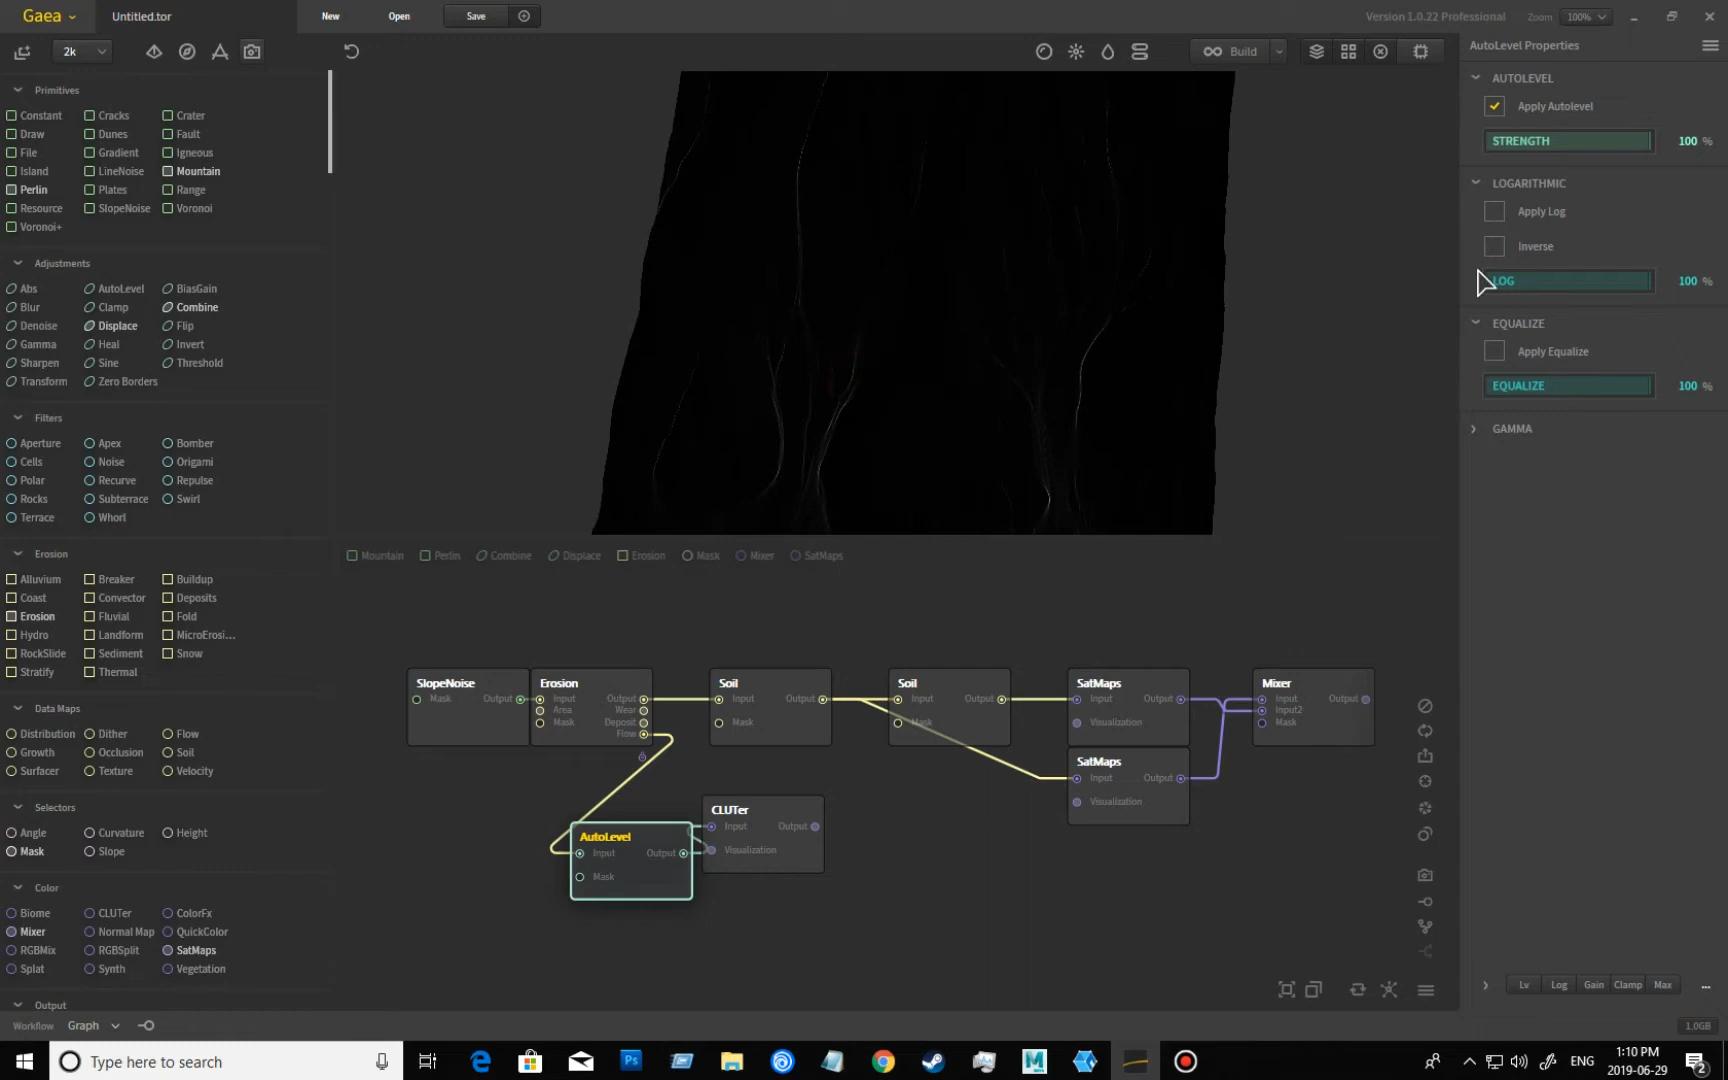 Gaea
Untitled.tor
New
Open
Save
Version 1.0.22 Professional
Zoom
100%
2k
Build
AutoLevel Properties
Primitives
Constant Cracks Crater
Draw Dunes Fault
File Gradient Igneous
Island LineNoise Mountain
Perlin Plates Range
Resource SlopeNoise Voronoi
Voronoi+
Adjustments
Abs AutoLevel BiasGain
Blur Clamp Combine
Denoise Displace Flip
Gamma Heal Invert
Sharpen Sine Threshold
Transform Zero Borders
Filters
Aperture Apex Bomber
Cells Noise Origami
Polar Recurve Repulse
Rocks Subterrace Swirl
Terrace Whorl
Erosion
Alluvium Breaker Buildup
Coast Convector Deposits
Erosion Fluvial Fold
Hydro Landform MicroErosi...
RockSlide Sediment Snow
Stratify Thermal
Data Maps
Distribution Dither Flow
Growth Occlusion Soil
Surfacer Texture Velocity
Selectors
Angle Curvature Height
Mask Slope
Color
Biome CLUTer ColorFx
Mixer Normal Map QuickColor
RGBMix RGBSplit SatMaps
Splat Synth Vegetation
Output
Workflow Graph
AUTOLEVEL
Apply Autolevel
STRENGTH 100 %
LOGARITHMIC
Apply Log
Inverse
LOG 100 %
EQUALIZE
Apply Equalize
EQUALIZE 100 %
GAMMA
Mountain Perlin Combine Displace Erosion Mask Mixer SatMaps
SlopeNoise
Mask Output
Erosion
Input Output
Area Wear
Mask Deposit
Flow
Soil
Input Output
Mask
Soil
Input Output
Mask
SatMaps
Input Output
Visualization
SatMaps
Input Output
Visualization
Mixer
Input Output
Input2
Mask
AutoLevel
Input Output
Mask
CLUTer
Input Output
Visualization
Lv Log Gain Clamp Max ...
1.0GB
Type here to search
Ps
M
ENG
1:10 PM
2019-06-29
2